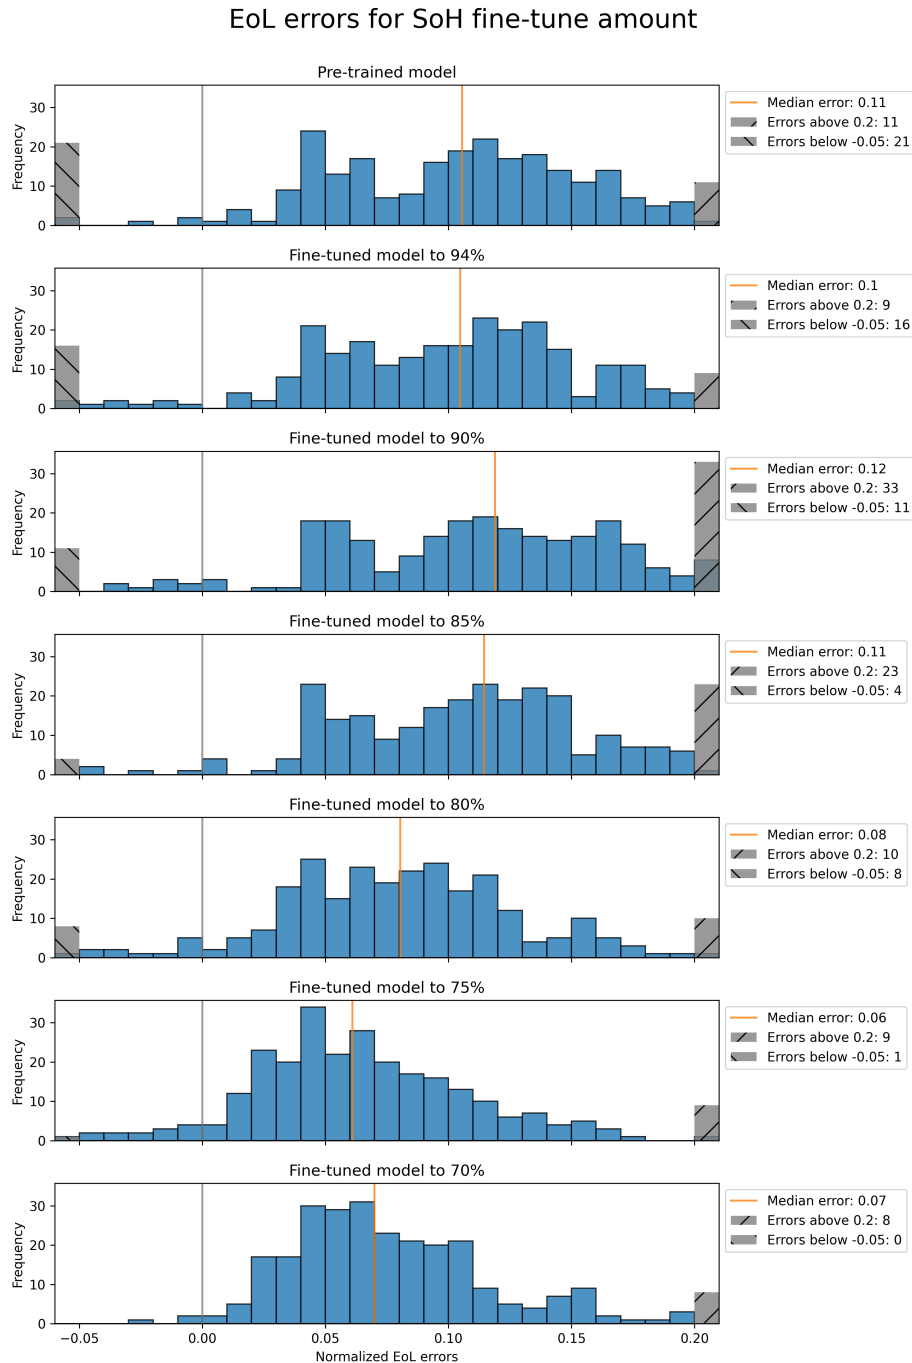 EoL errors for SoH fine-tune amount
Pre-trained model
Frequency
30
20
10
0
Median error: 0.11
Errors above 0.2: 11
Errors below -0.05: 21
Fine-tuned model to 94%
Frequency
30
20
10
0
Median error: 0.1
Errors above 0.2: 9
Errors below -0.05: 16
Fine-tuned model to 90%
Frequency
30
20
10
0
Median error: 0.12
Errors above 0.2: 33
Errors below -0.05: 11
Fine-tuned model to 85%
Frequency
30
20
10
0
Median error: 0.11
Errors above 0.2: 23
Errors below -0.05: 4
Fine-tuned model to 80%
Frequency
30
20
10
0
Median error: 0.08
Errors above 0.2: 10
Errors below -0.05: 8
Fine-tuned model to 75%
Frequency
30
20
10
0
Median error: 0.06
Errors above 0.2: 9
Errors below -0.05: 1
Fine-tuned model to 70%
Frequency
30
20
10
0
Median error: 0.07
Errors above 0.2: 8
Errors below -0.05: 0
−0.05 0.00 0.05 0.10 0.15 0.20
Normalized EoL errors